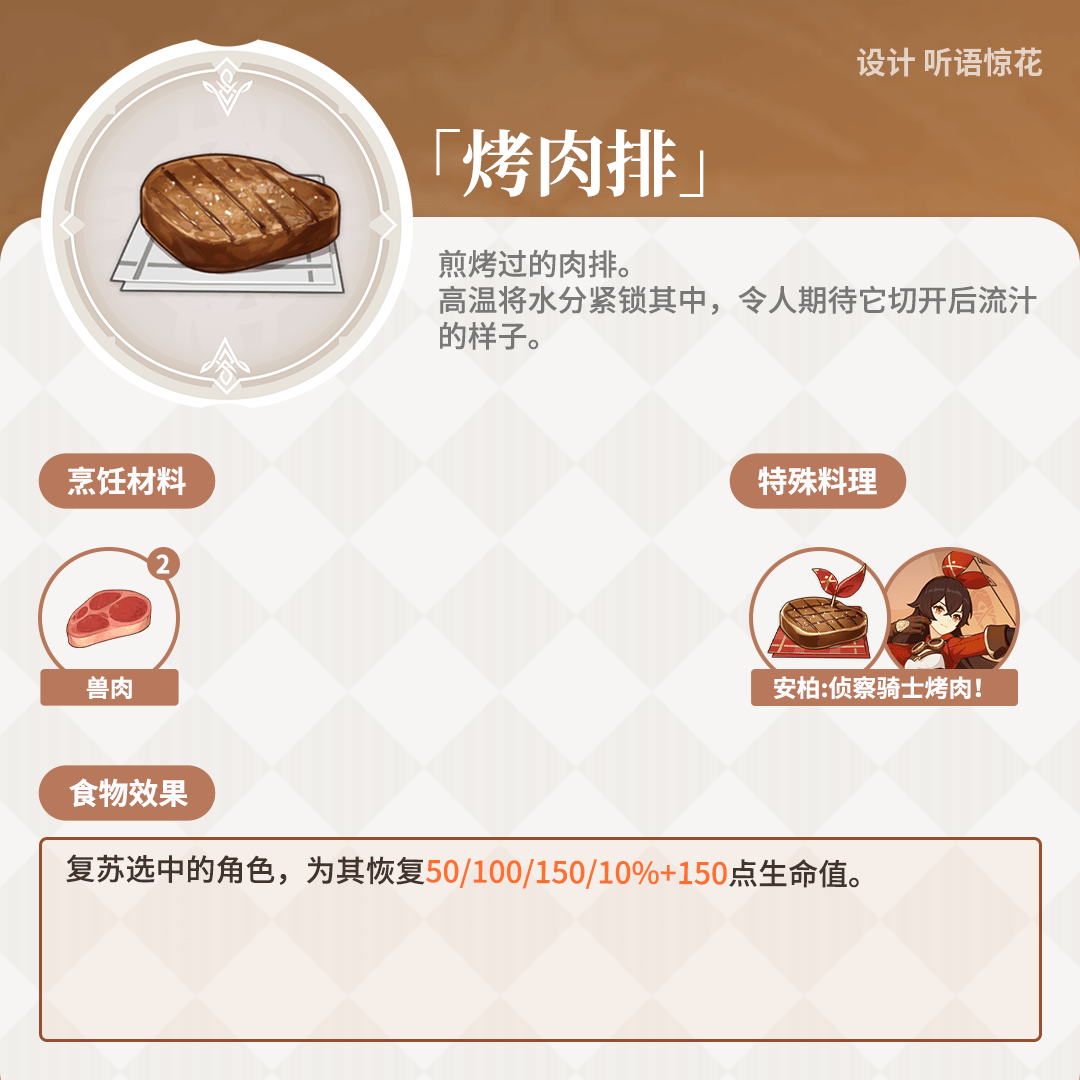 设计 听语惊花
「烤肉排」
煎烤过的肉排。
高温将水分紧锁其中，令人期待它切开后流汁
的样子。
烹饪材料
特殊料理
2
兽肉
安柏:侦察骑士烤肉！
食物效果
复苏选中的角色，为其恢复50/100/150/10%+150点生命值。